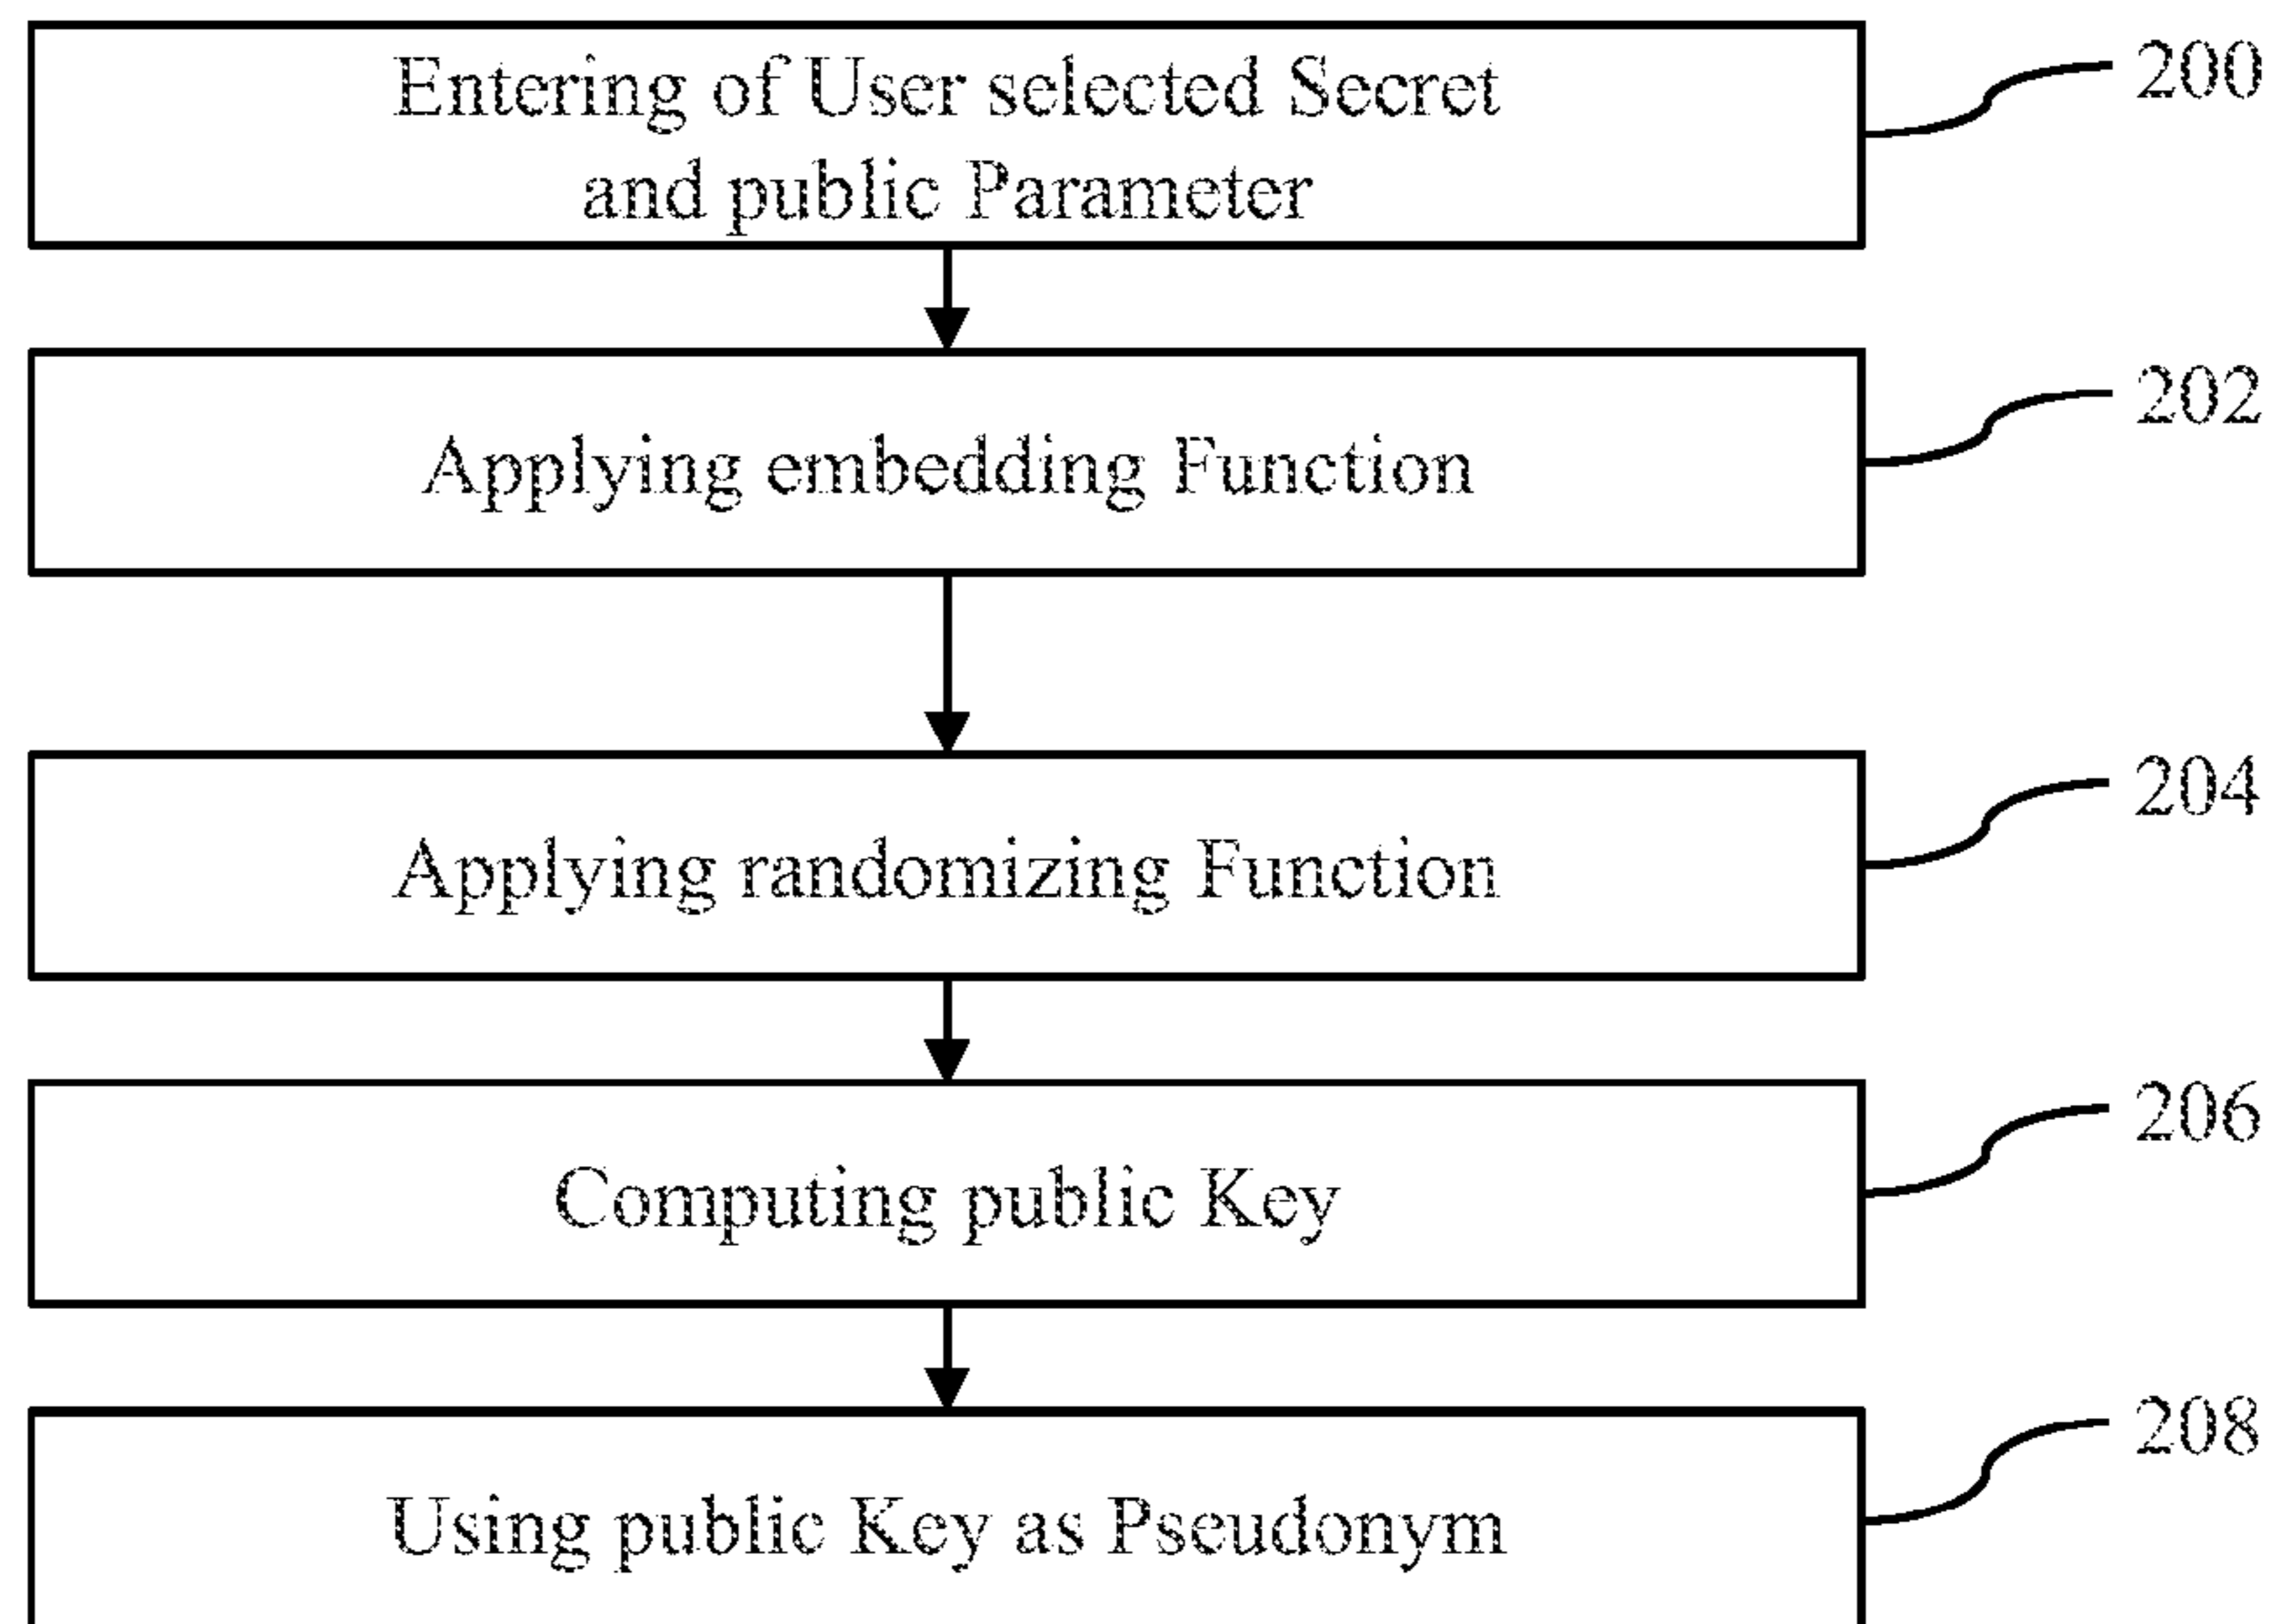 Entering of User selected Secret
and public Parameter
200
Applying embedding Function
202
Applying randomizing Function
204
Computing public Key
206
Using public Key as Pseudonym
208